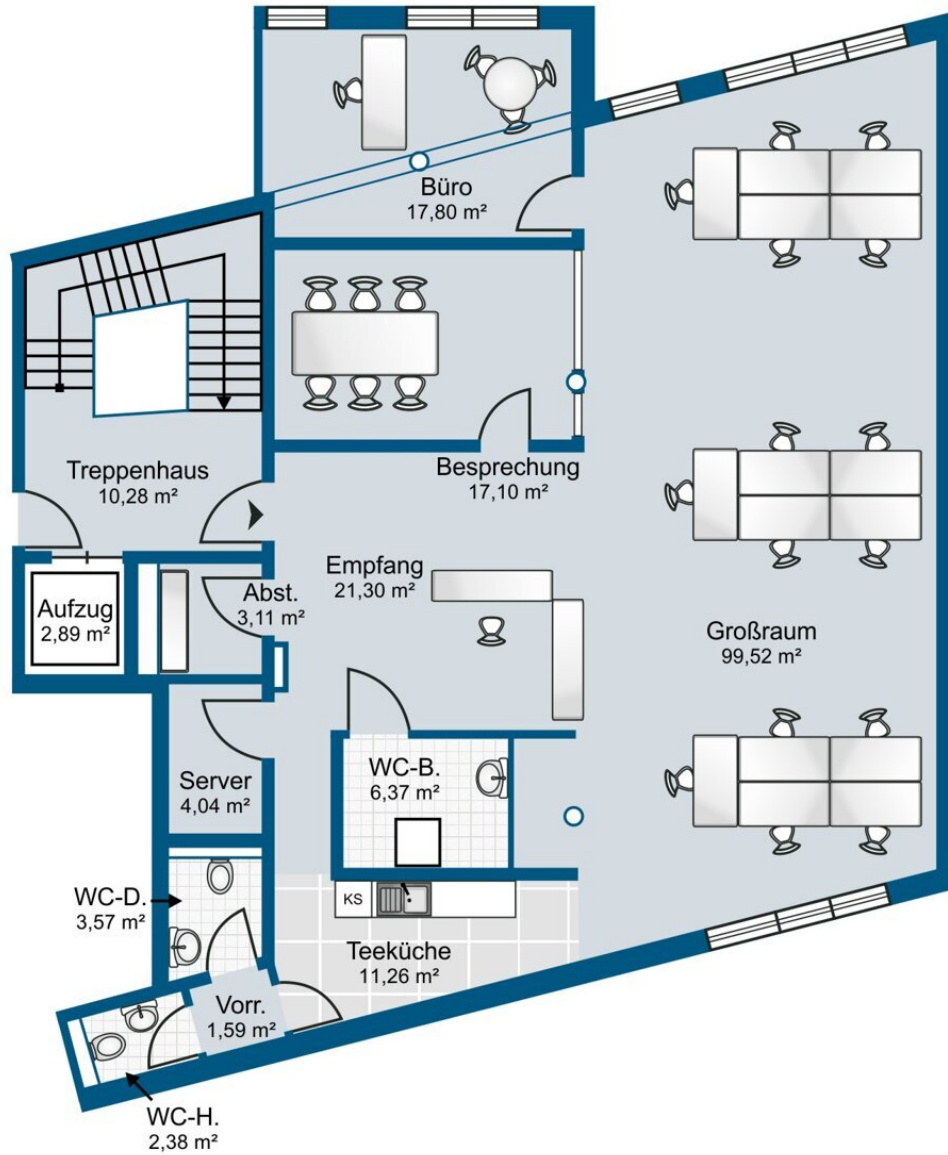 Büro
17,80 m²
Treppenhaus
10,28 m²
Besprechung
17,10 m²
Empfang
21,30 m²
Abst.
3,11 m²
Aufzug
2,89 m²
Großraum
99,52 m²
WC-B.
6,37 m²
Server
4,04 m²
WC-D.
3,57 m²
KS
Teeküche
11,26 m²
Vorr.
1,59 m²
WC-H.
2,38 m²